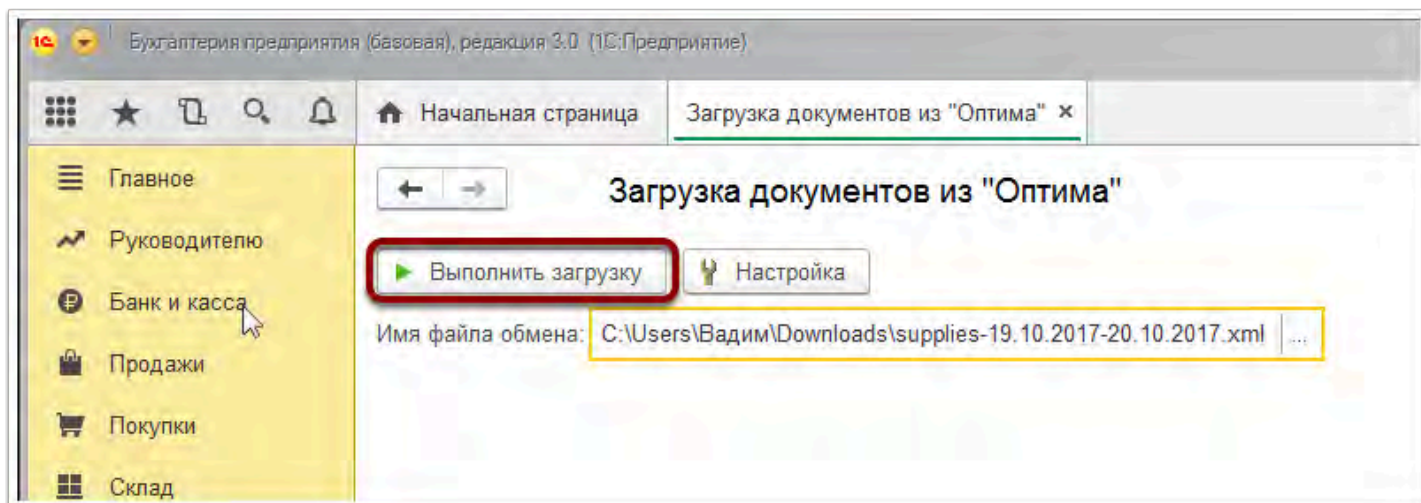 1С Бухгалтерия предприятия (базовая), редакция 3.0 (1С:Предприятие)
Начальная страница Загрузка документов из "Оптима" ×
Главное
Руководителю
Банк и касса
Продажи
Покупки
Склад
Загрузка документов из "Оптима"
Выполнить загрузку Настройка
Имя файла обмена: C:\Users\Вадим\Downloads\supplies-19.10.2017-20.10.2017.xml ...